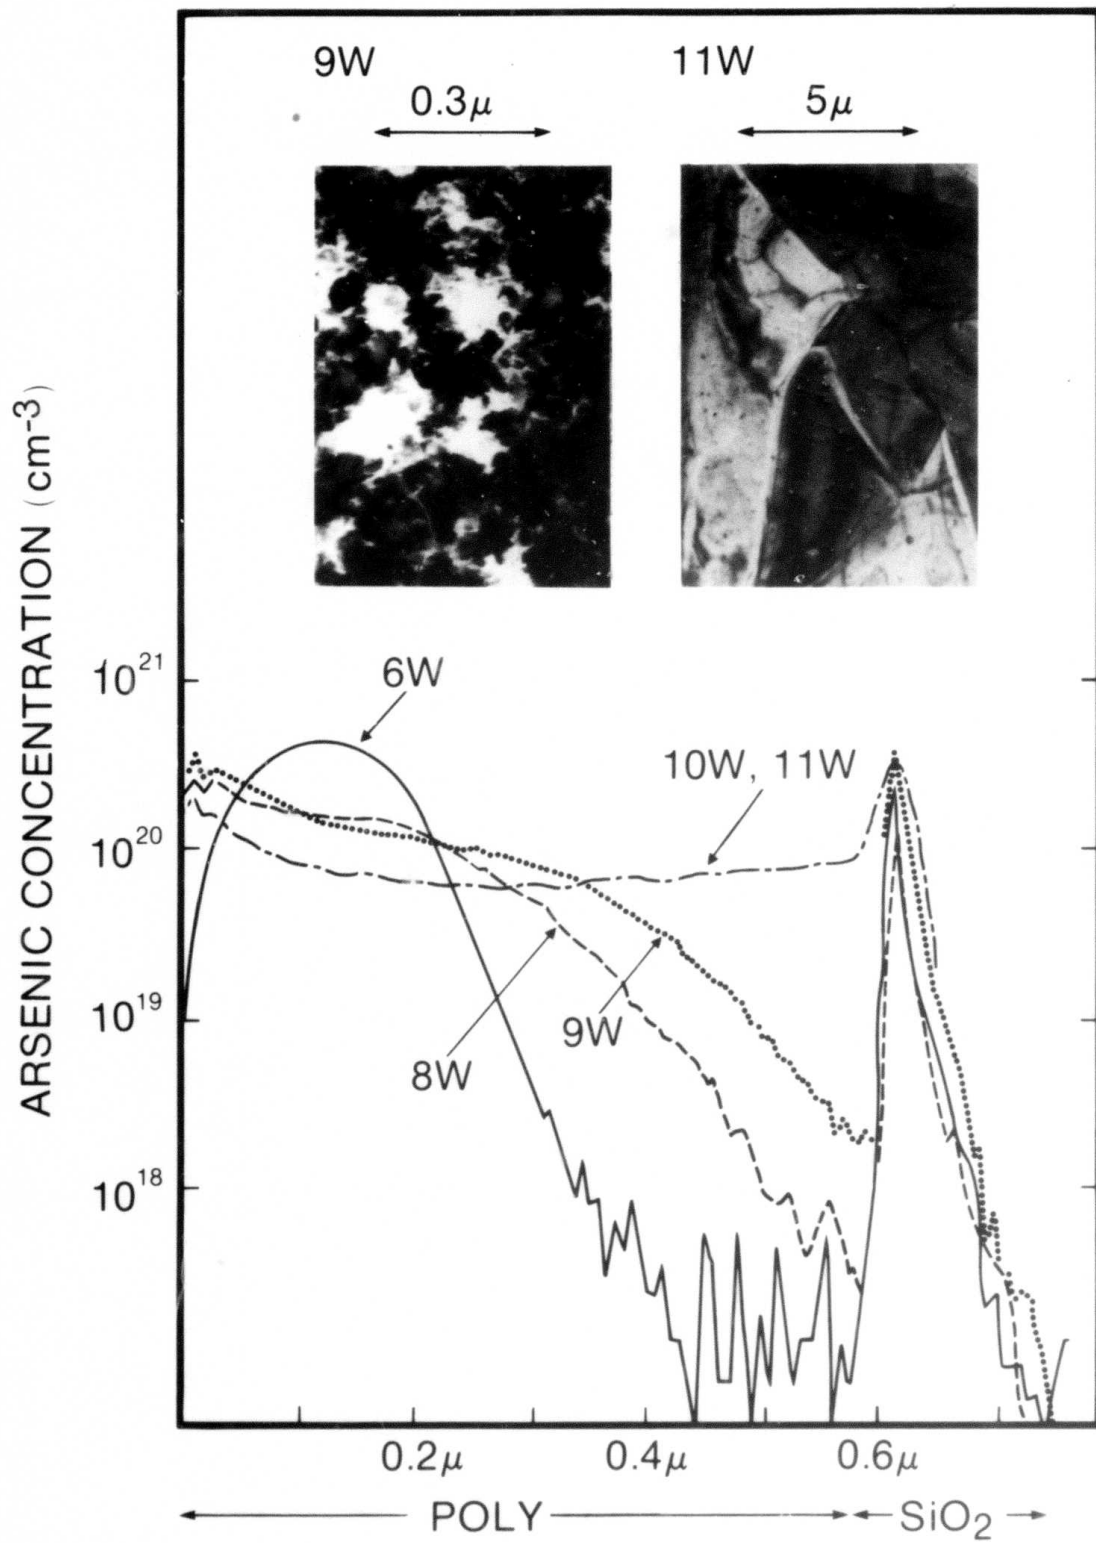 9W
0.3μ
11W
5μ
ARSENIC CONCENTRATION (cm-3)
10²¹
10²⁰
10¹⁹
10¹⁸
6W
10W, 11W
9W
8W
0.2μ
0.4μ
0.6μ
POLY
SiO₂